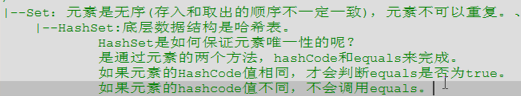 |--Set：元素是无序(存入和取出的顺序不一定一致)，元素不可以重复。、
|--HashSet:底层数据结构是哈希表。
HashSet是如何保证元素唯一性的呢？
是通过元素的两个方法，hashCode和equals来完成。
如果元素的HashCode值相同，才会判断equals是否为true。
如果元素的hashcode值不同，不会调用equals。